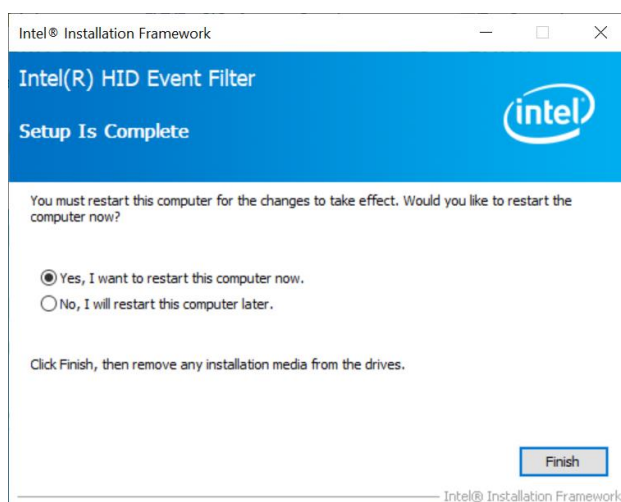 Intel® Installation Framework
Intel(R) HID Event Filter
intel
Setup Is Complete
You must restart this computer for the changes to take effect. Would you like to restart the
computer now?
Yes, I want to restart this computer now.
No, I will restart this computer later.
Click Finish, then remove any installation media from the drives.
Finish
Intel® Installation Framework